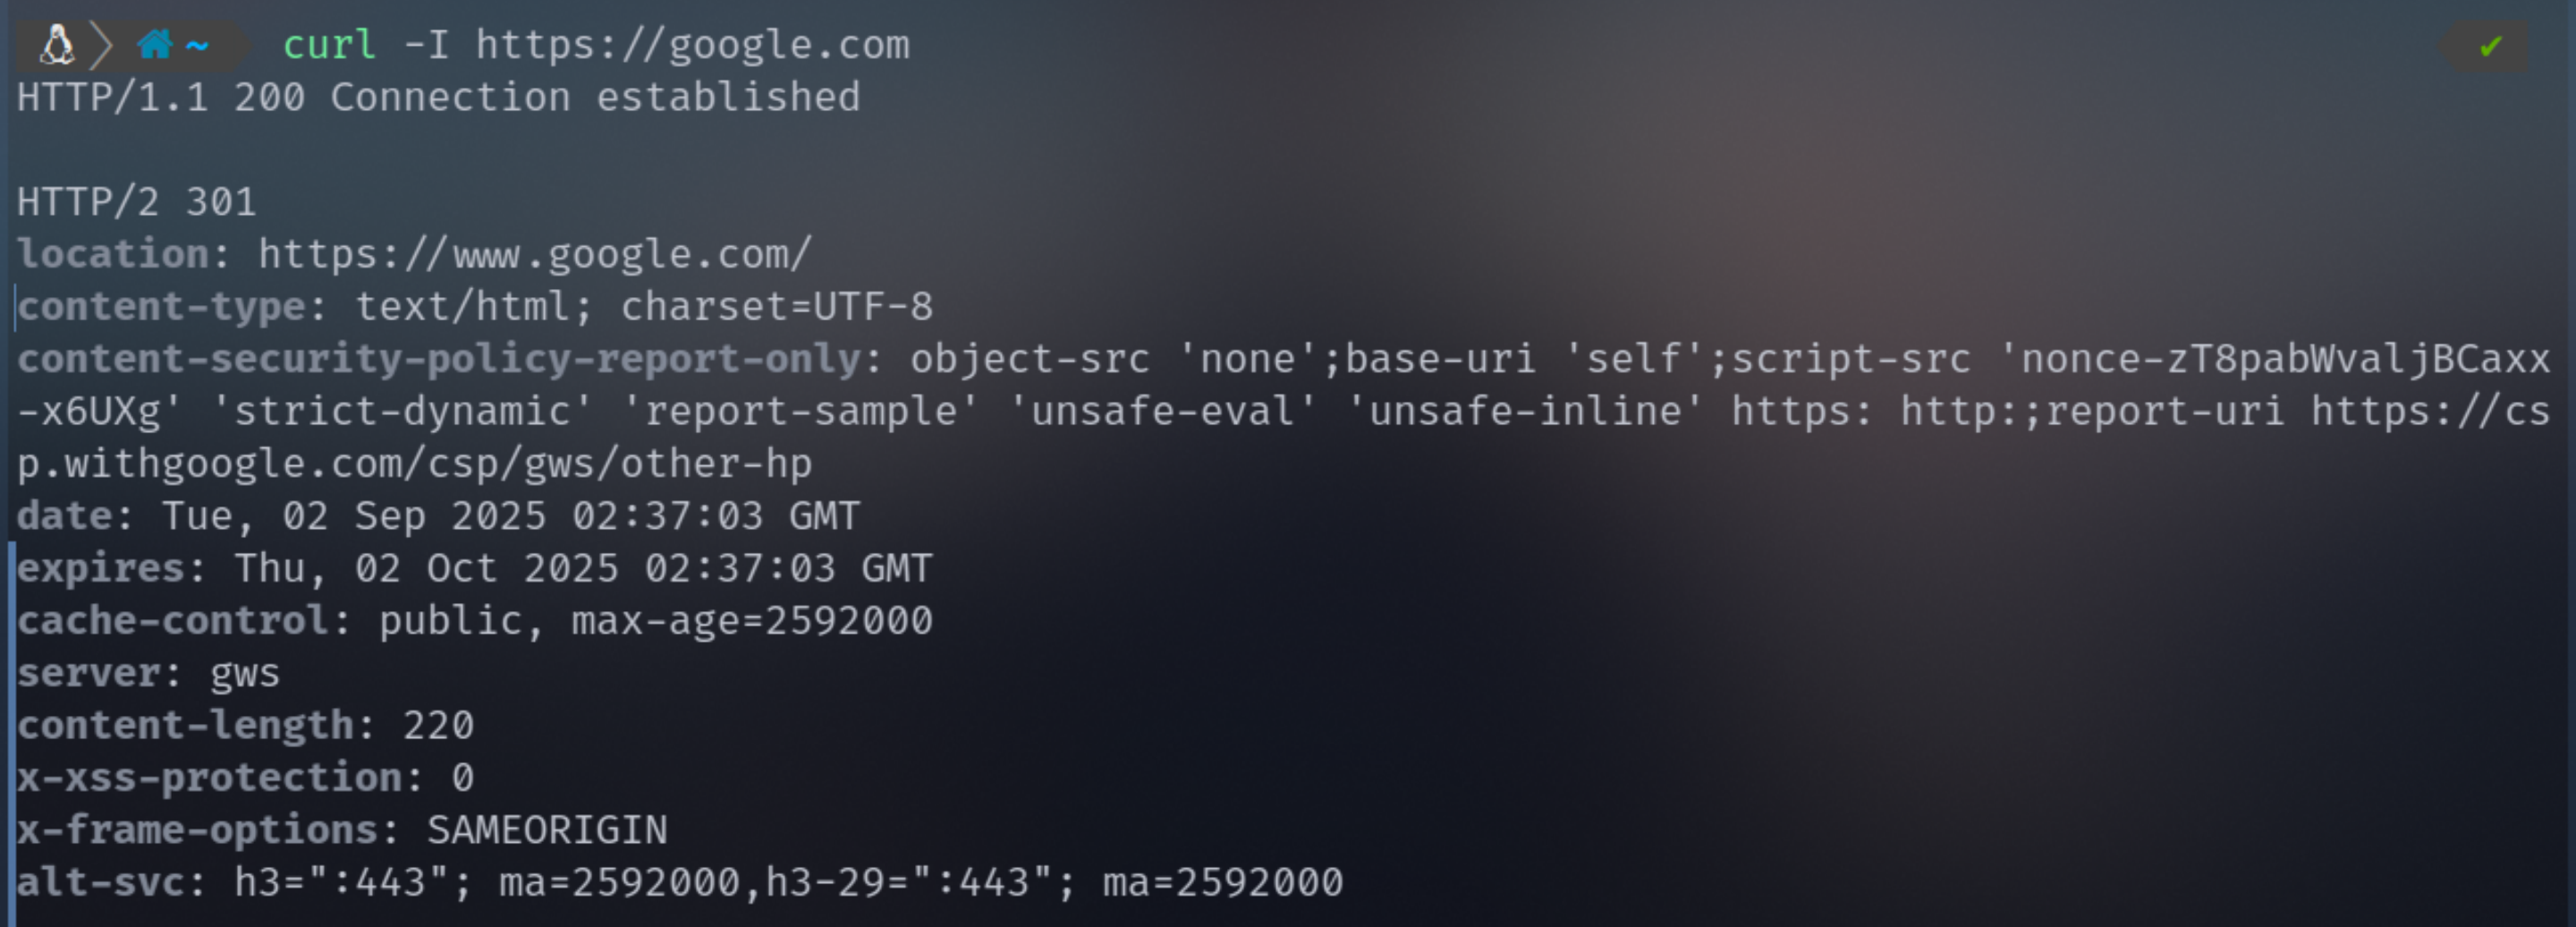 ~ curl -I https://google.com ✔
HTTP/1.1 200 Connection established

HTTP/2 301
location: https://www.google.com/
content-type: text/html; charset=UTF-8
content-security-policy-report-only: object-src 'none';base-uri 'self';script-src 'nonce-zT8pabWvaljBCaxx
-x6UXg' 'strict-dynamic' 'report-sample' 'unsafe-eval' 'unsafe-inline' https: http:;report-uri https://cs
p.withgoogle.com/csp/gws/other-hp
date: Tue, 02 Sep 2025 02:37:03 GMT
expires: Thu, 02 Oct 2025 02:37:03 GMT
cache-control: public, max-age=2592000
server: gws
content-length: 220
x-xss-protection: 0
x-frame-options: SAMEORIGIN
alt-svc: h3=":443"; ma=2592000,h3-29=":443"; ma=2592000